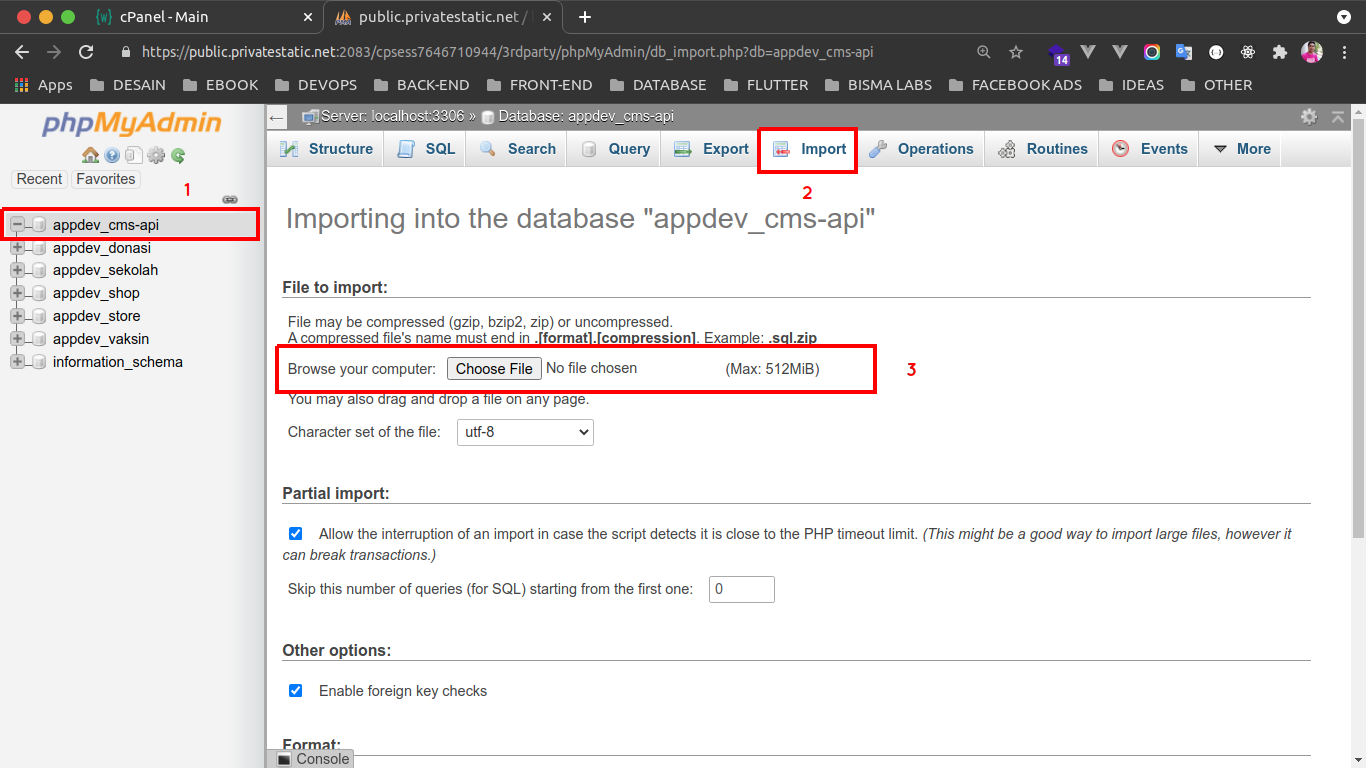 cPanel - Main
public.privatestatic.net /
https://public.privatestatic.net:2083/cpsess7646710944/3rdparty/phpMyAdmin/db_import.php?db=appdev_cms-api
14
Apps DESAIN EBOOK DEVOPS BACK-END FRONT-END DATABASE FLUTTER BISMA LABS FACEBOOK ADS IDEAS OTHER
phpMyAdmin
Recent Favorites
1
appdev_cms-api
appdev_donasi
appdev_sekolah
appdev_shop
appdev_store
appdev_vaksin
information_schema
Server: localhost:3306 » Database: appdev_cms-api
Structure SQL Search Query Export Import Operations Routines Events More
2
Importing into the database "appdev_cms-api"
File to import:
File may be compressed (gzip, bzip2, zip) or uncompressed.
A compressed file's name must end in .[format].[compression]. Example: .sql.zip
Browse your computer: Choose File No file chosen (Max: 512MiB)
3
You may also drag and drop a file on any page.
Character set of the file: utf-8
Partial import:
Allow the interruption of an import in case the script detects it is close to the PHP timeout limit. (This might be a good way to import large files, however it
can break transactions.)
Skip this number of queries (for SQL) starting from the first one: 0
Other options:
Enable foreign key checks
Format:
Console